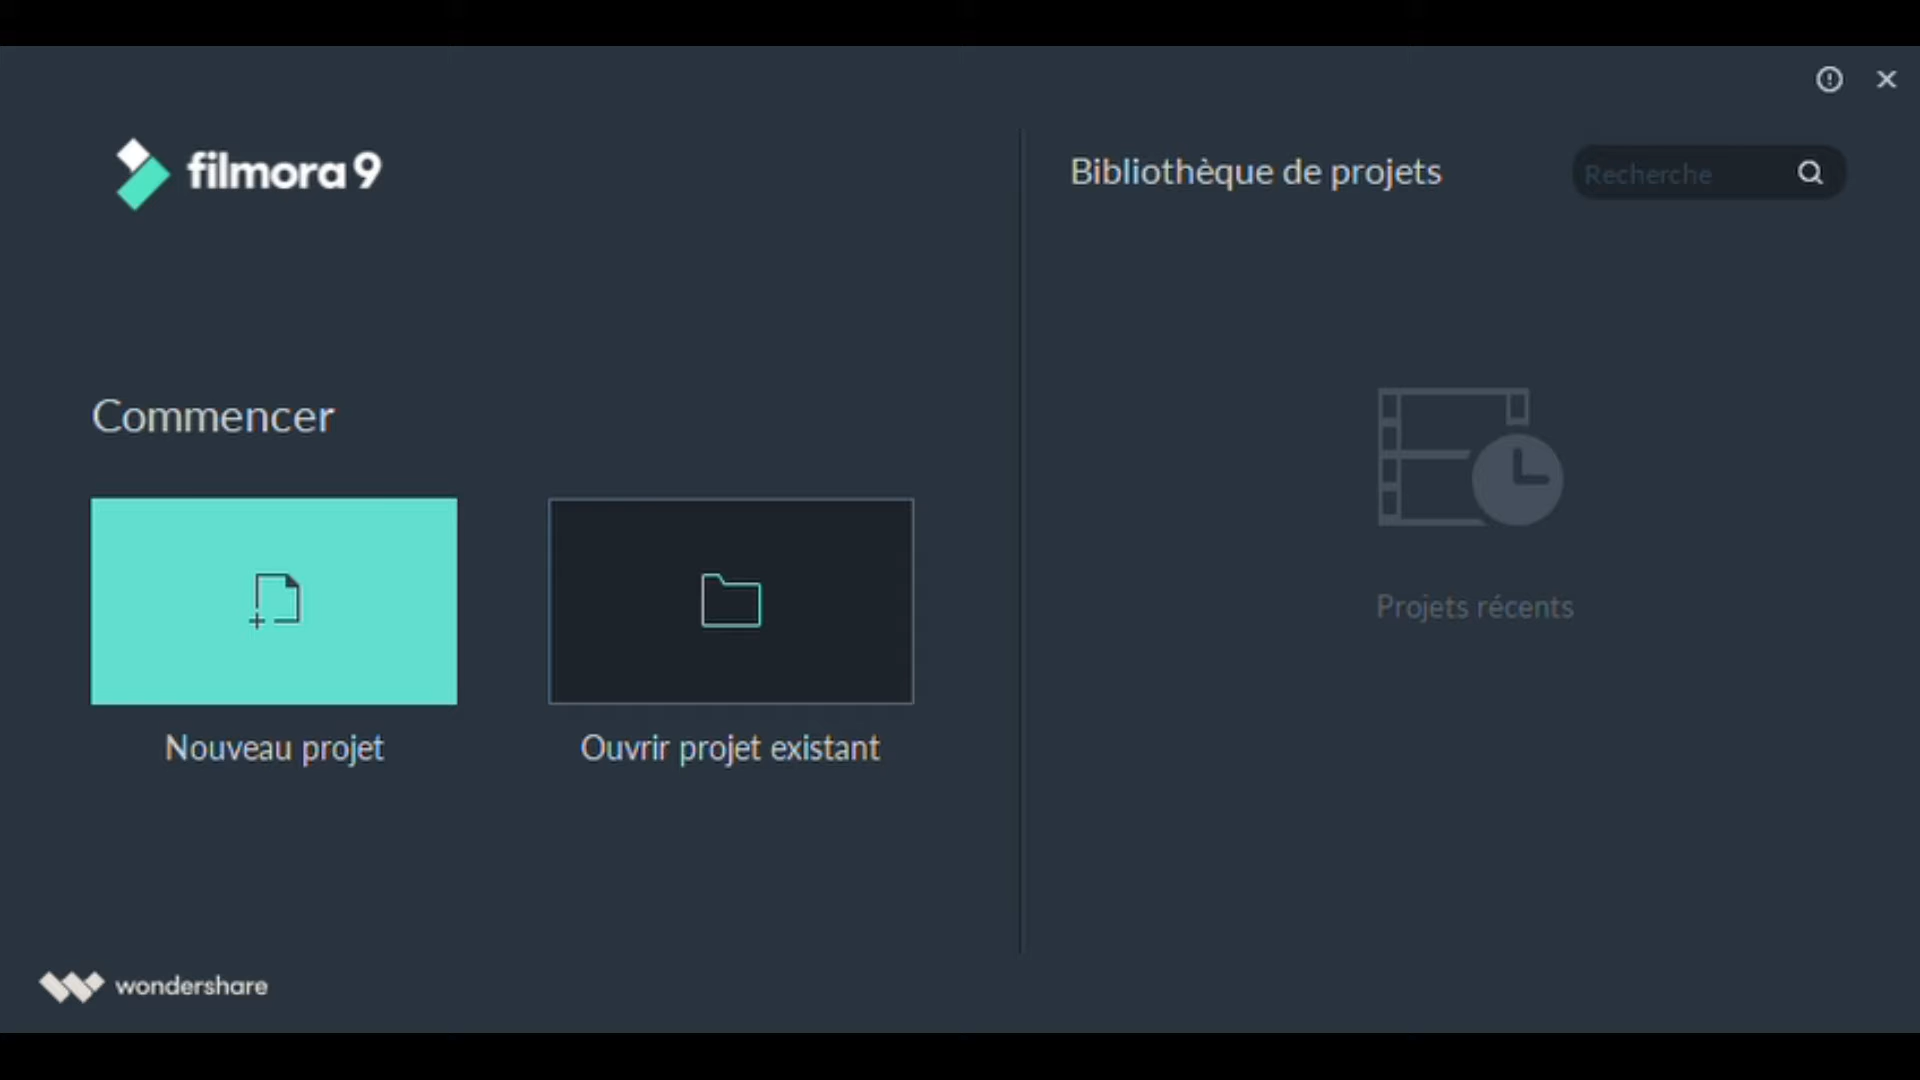 filmora9
Bibliothèque de projets
Recherche
Commencer
Projets récents
Nouveau projet
Ouvrir projet existant
wondershare